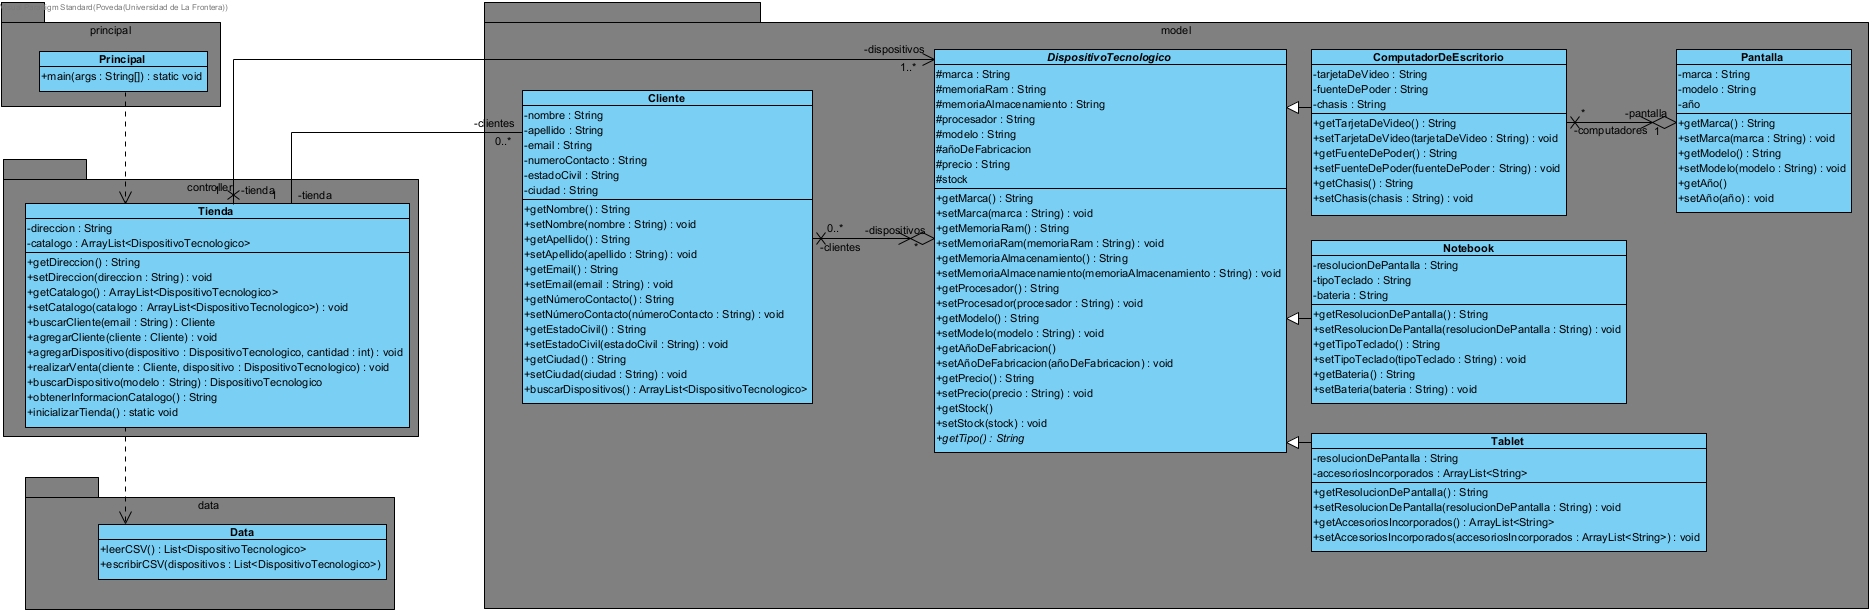 gm Standard(Poveda(Universidad de La Frontera))
principal
Principal
+main(args : String[]) : static void
controller
1
-tienda
1
-tienda
Tienda
-direccion : String
-catalogo : ArrayList<DispositivoTecnologico>
+getDireccion() : String
+setDireccion(direccion : String) : void
+getCatalogo() : ArrayList<DispositivoTecnologico>
+setCatalogo(catalogo : ArrayList<DispositivoTecnologico>) : void
+buscarCliente(email : String) : Cliente
+agregarCliente(cliente : Cliente) : void
+agregarDispositivo(dispositivo : DispositivoTecnologico, cantidad : int) : void
+realizarVenta(cliente : Cliente, dispositivo : DispositivoTecnologico) : void
+buscarDispositivo(modelo : String) : DispositivoTecnologico
+obtenerInformacionCatalogo() : String
+inicializarTienda() : static void
data
Data
+leerCSV() : List<DispositivoTecnologico>
+escribirCSV(dispositivos : List<DispositivoTecnologico>)
model
-dispositivos
1..*
-clientes
0..*
Cliente
-nombre : String
-apellido : String
-email : String
-numeroContacto : String
-estadoCivil : String
-ciudad : String
+getNombre() : String
+setNombre(nombre : String) : void
+getApellido() : String
+setApellido(apellido : String) : void
+getEmail() : String
+setEmail(email : String) : void
+getNúmeroContacto() : String
+setNúmeroContacto(númeroContacto : String) : void
+getEstadoCivil() : String
+setEstadoCivil(estadoCivil : String) : void
+getCiudad() : String
+setCiudad(ciudad : String) : void
+buscarDispositivos() : ArrayList<DispositivoTecnologico>
0..*
-clientes
-dispositivos
*
DispositivoTecnologico
#marca : String
#memoriaRam : String
#memoriaAlmacenamiento : String
#procesador : String
#modelo : String
#añoDeFabricacion
#precio : String
#stock
+getMarca() : String
+setMarca(marca : String) : void
+getMemoriaRam() : String
+setMemoriaRam(memoriaRam : String) : void
+getMemoriaAlmacenamiento() : String
+setMemoriaAlmacenamiento(memoriaAlmacenamiento : String) : void
+getProcesador() : String
+setProcesador(procesador : String) : void
+getModelo() : String
+setModelo(modelo : String) : void
+getAñoDeFabricacion()
+setAñoDeFabricacion(añoDeFabricacion) : void
+getPrecio() : String
+setPrecio(precio : String) : void
+getStock()
+setStock(stock) : void
+getTipo() : String
ComputadorDeEscritorio
-tarjetaDeVideo : String
-fuenteDePoder : String
-chasis : String
+getTarjetaDeVideo() : String
+setTarjetaDeVideo(tarjetaDeVideo : String) : void
+getFuenteDePoder() : String
+setFuenteDePoder(fuenteDePoder : String) : void
+getChasis() : String
+setChasis(chasis : String) : void
*
-computadores
-pantalla
1
Pantalla
-marca : String
-modelo : String
-año
+getMarca() : String
+setMarca(marca : String) : void
+getModelo() : String
+setModelo(modelo : String) : void
+getAño()
+setAño(año) : void
Notebook
-resolucionDePantalla : String
-tipoTeclado : String
-bateria : String
+getResolucionDePantalla() : String
+setResolucionDePantalla(resolucionDePantalla : String) : void
+getTipoTeclado() : String
+setTipoTeclado(tipoTeclado : String) : void
+getBateria() : String
+setBateria(bateria : String) : void
Tablet
-resolucionDePantalla : String
-accesoriosIncorporados : ArrayList<String>
+getResolucionDePantalla() : String
+setResolucionDePantalla(resolucionDePantalla : String) : void
+getAccesoriosIncorporados() : ArrayList<String>
+setAccesoriosIncorporados(accesoriosIncorporados : ArrayList<String>) : void